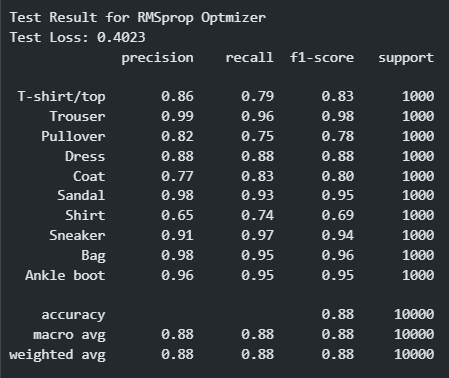 Test Result for RMSprop Optmizer
Test Loss: 0.4023
precision recall f1-score support
T-shirt/top 0.86 0.79 0.83 1000
Trouser 0.99 0.96 0.98 1000
Pullover 0.82 0.75 0.78 1000
Dress 0.88 0.88 0.88 1000
Coat 0.77 0.83 0.80 1000
Sandal 0.98 0.93 0.95 1000
Shirt 0.65 0.74 0.69 1000
Sneaker 0.91 0.97 0.94 1000
Bag 0.98 0.95 0.96 1000
Ankle boot 0.96 0.95 0.95 1000
accuracy 0.88 10000
macro avg 0.88 0.88 0.88 10000
weighted avg 0.88 0.88 0.88 10000